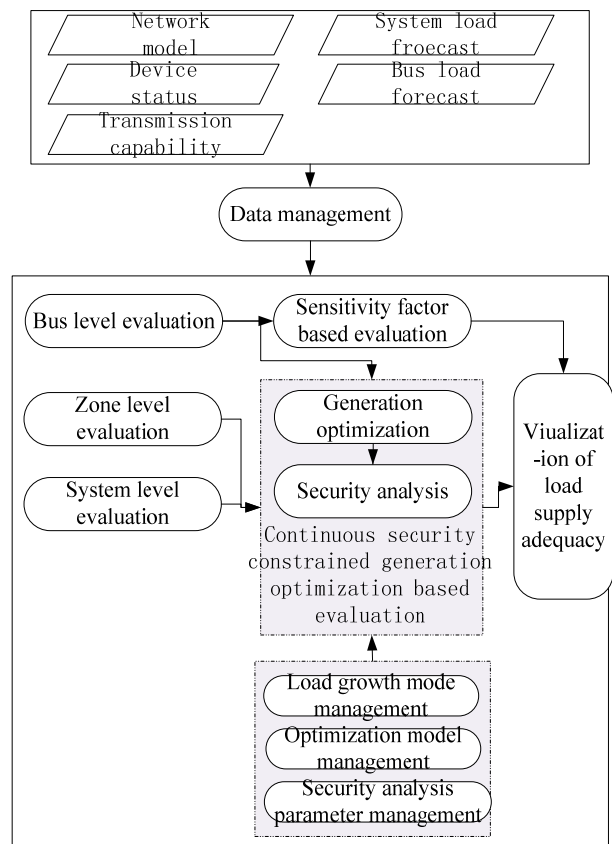 Network
model
System load
froecast
Device
status
Bus load
forecast
Transmission
capability
Data management
Bus level evaluation
Sensitivity factor
based evaluation
Zone level
evaluation
Generation
optimization
Viualizat
-ion of
load
supply
adequacy
System level
evaluation
Security analysis
Continuous security
constrained generation
optimization based
evaluation
Load growth mode
management
Optimization model
management
Security analysis
parameter management